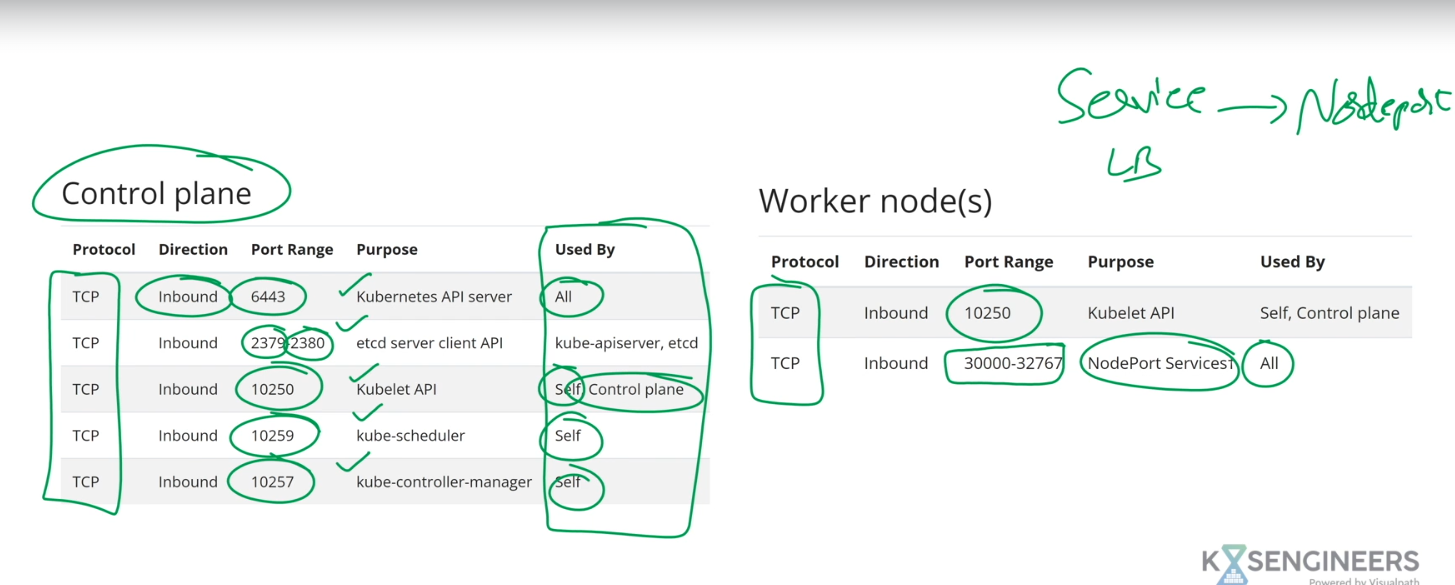 Service → Nodeport
LB
Control plane
Protocol Direction Port Range Purpose Used By
TCP Inbound 6443 Kubernetes API server All
TCP Inbound 2379-2380 etcd server client API kube-apiserver, etcd
TCP Inbound 10250 Kubelet API Self, Control plane
TCP Inbound 10259 kube-scheduler Self
TCP Inbound 10257 kube-controller-manager Self
Worker node(s)
Protocol Direction Port Range Purpose Used By
TCP Inbound 10250 Kubelet API Self, Control plane
TCP Inbound 30000-32767 NodePort Services† All
K8SENGINEERS
Powered by Visualpath